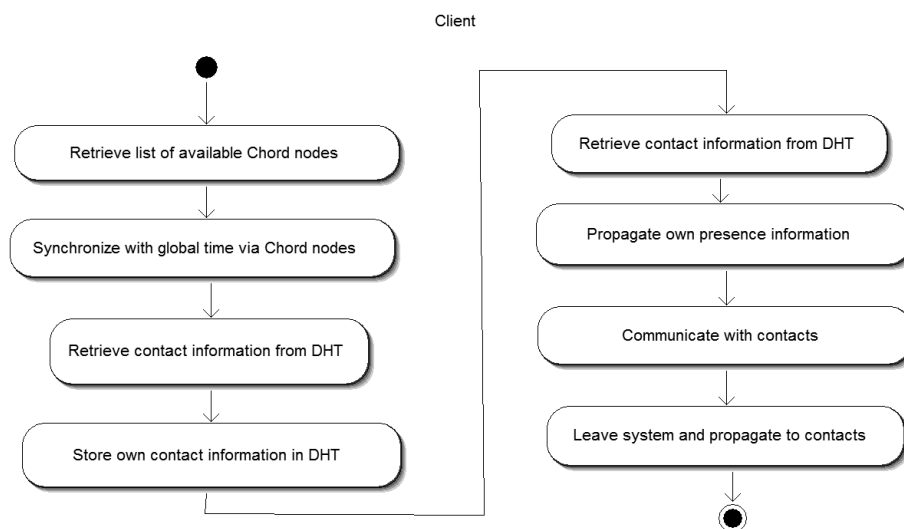 Client
Retrieve list of available Chord nodes
Synchronize with global time via Chord nodes
Retrieve contact information from DHT
Store own contact information in DHT
Retrieve contact information from DHT
Propagate own presence information
Communicate with contacts
Leave system and propagate to contacts